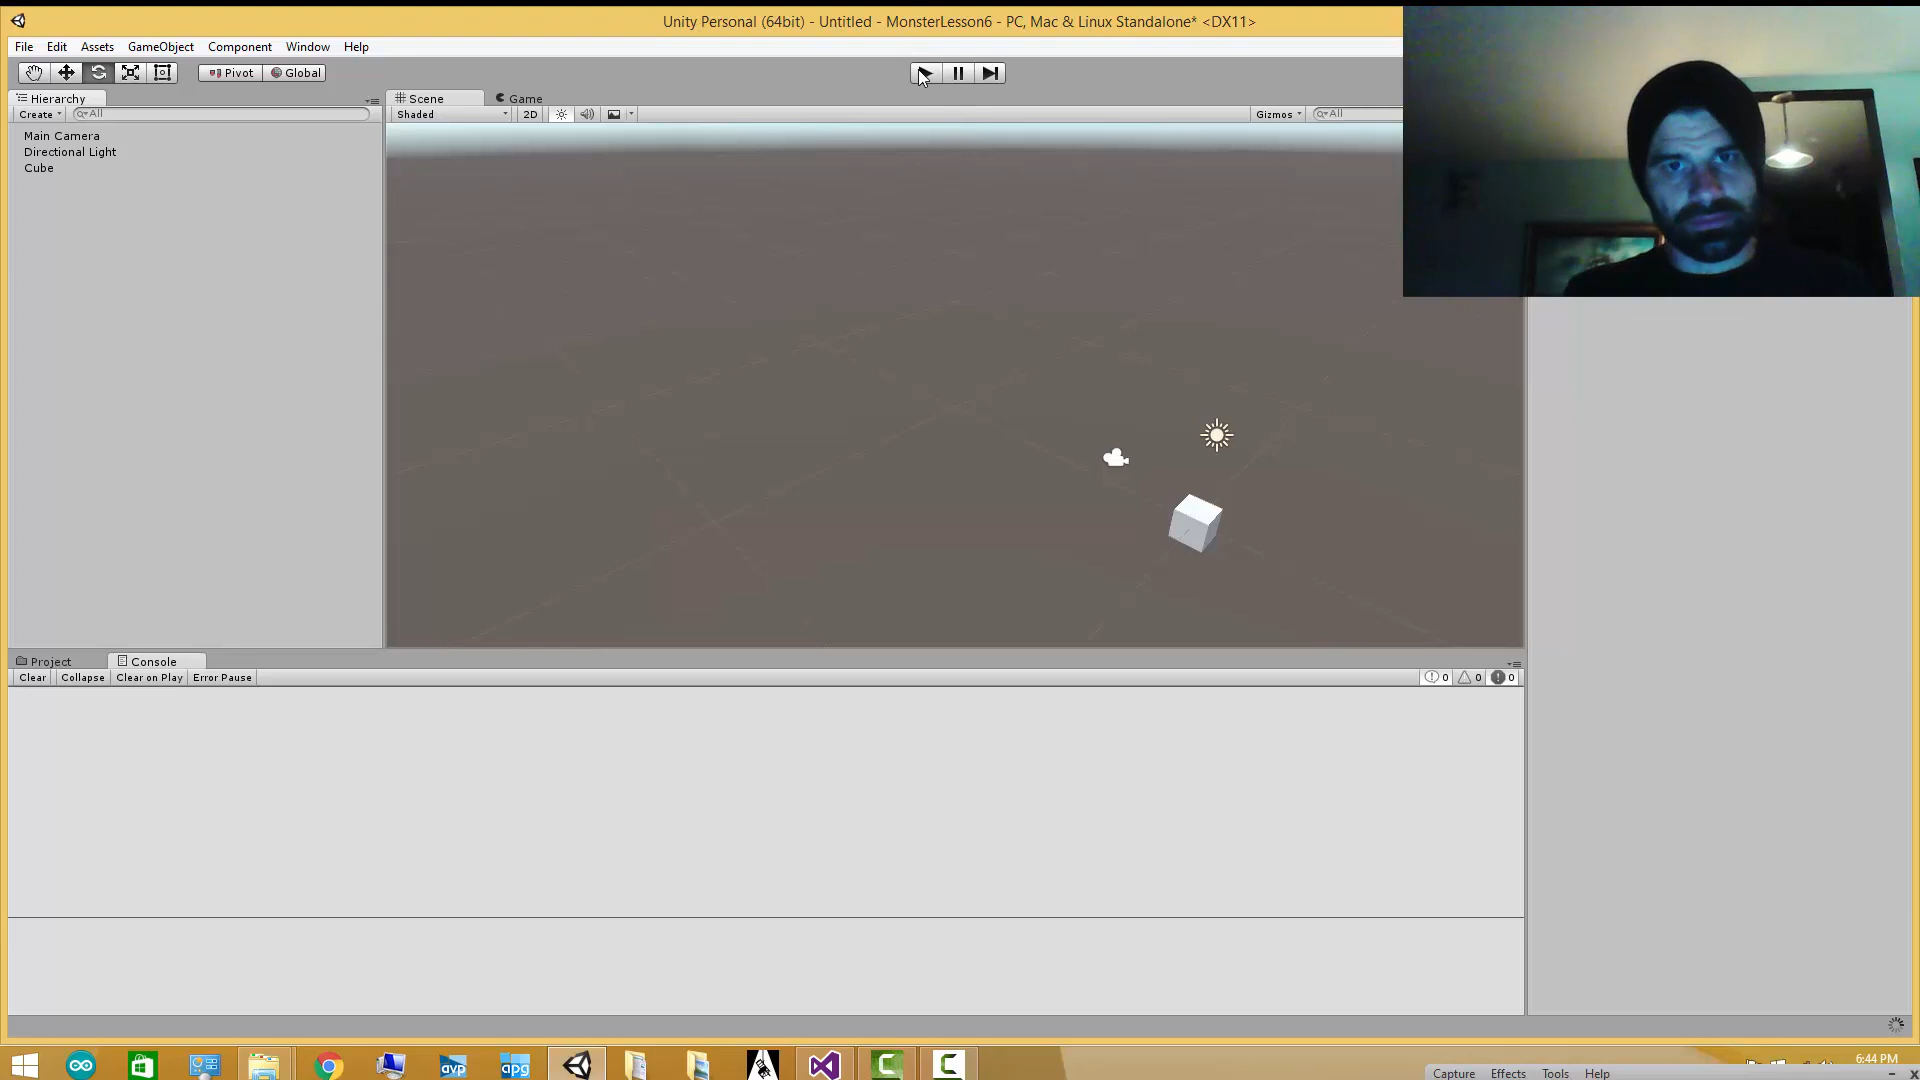 Unity Personal (64bit) - Untitled - MonsterLesson6 - PC, Mac & Linux Standalone* <DX11>
File Edit Assets GameObject Component Window Help
Pivot Global
Hierarchy Scene Game
Create All Shaded 2D Gizmos All
Main Camera
Directional Light
Cube
Project Console
Clear Collapse Clear on Play Error Pause 0 0 0
avp apg
6:44 PM
Capture Effects Tools Help